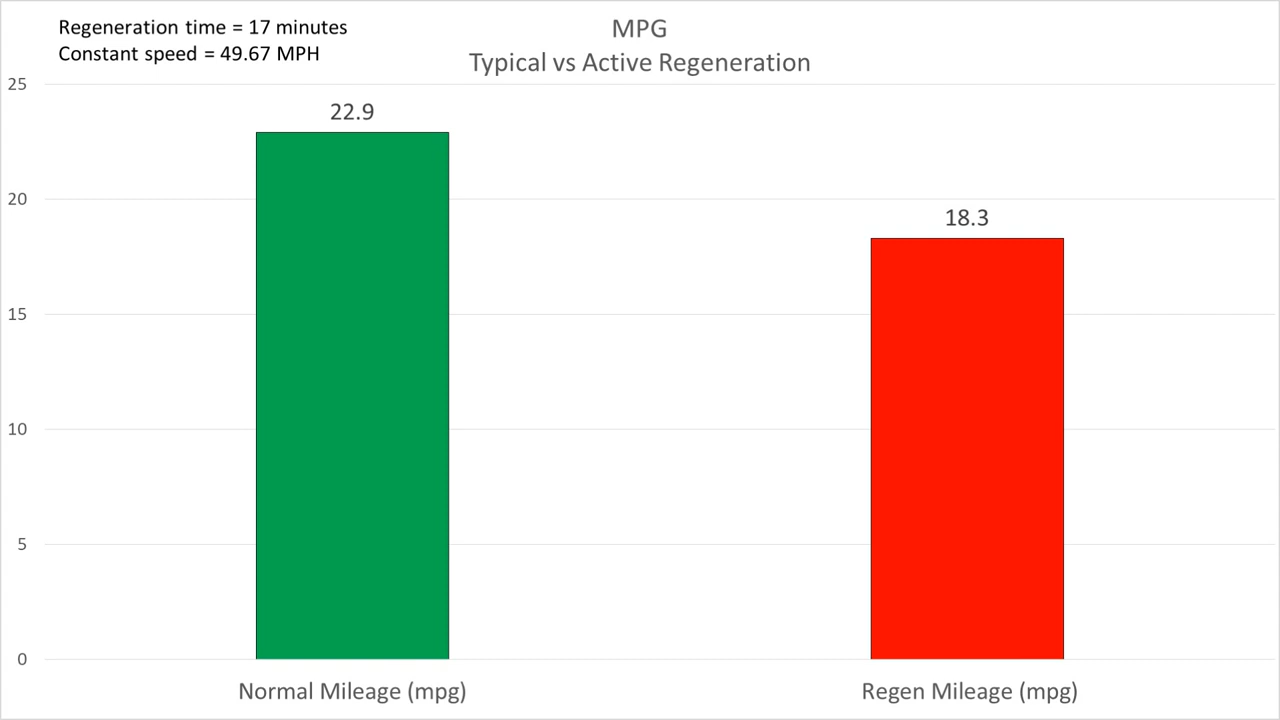 Regeneration time = 17 minutes
Constant speed = 49.67 MPH
MPG
Typical vs Active Regeneration
25
22.9
20
18.3
15
10
5
0
Normal Mileage (mpg)
Regen Mileage (mpg)